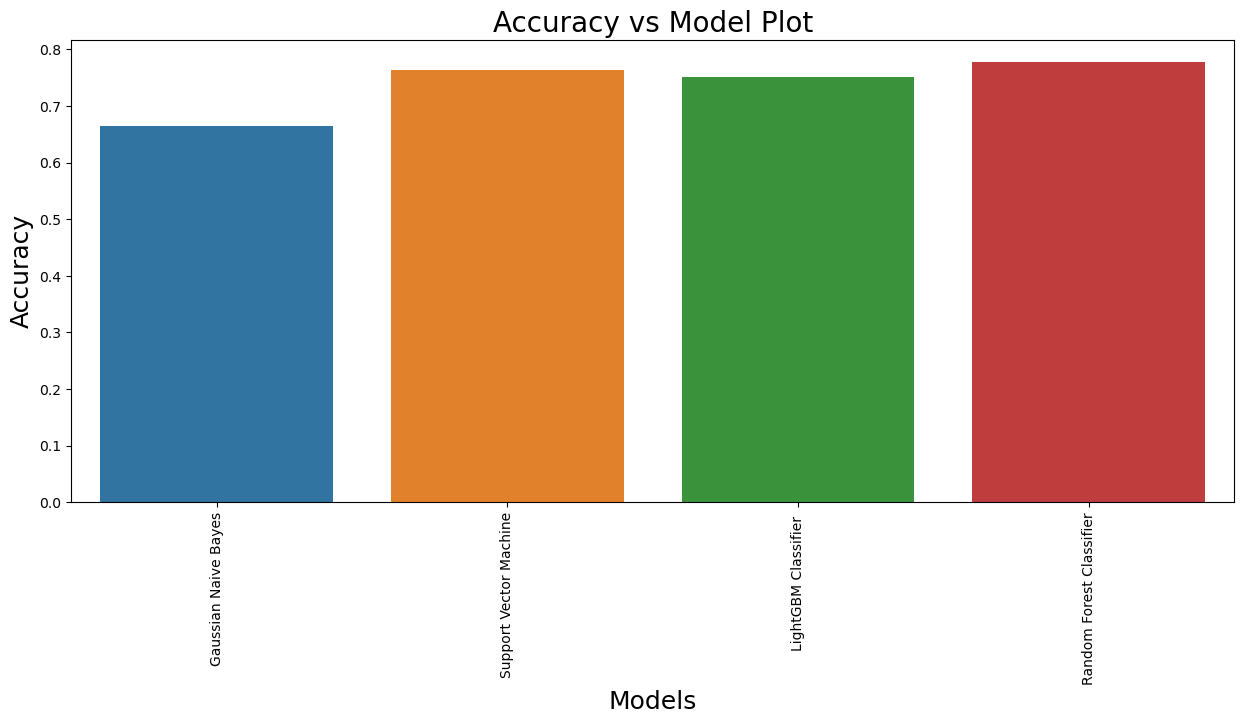 Accuracy vs Model Plot
Accuracy
0.8
0.7
0.6
0.5
0.4
0.3
0.2
0.1
0.0
Gaussian Naive Bayes
Support Vector Machine
LightGBM Classifier
Random Forest Classifier
Models